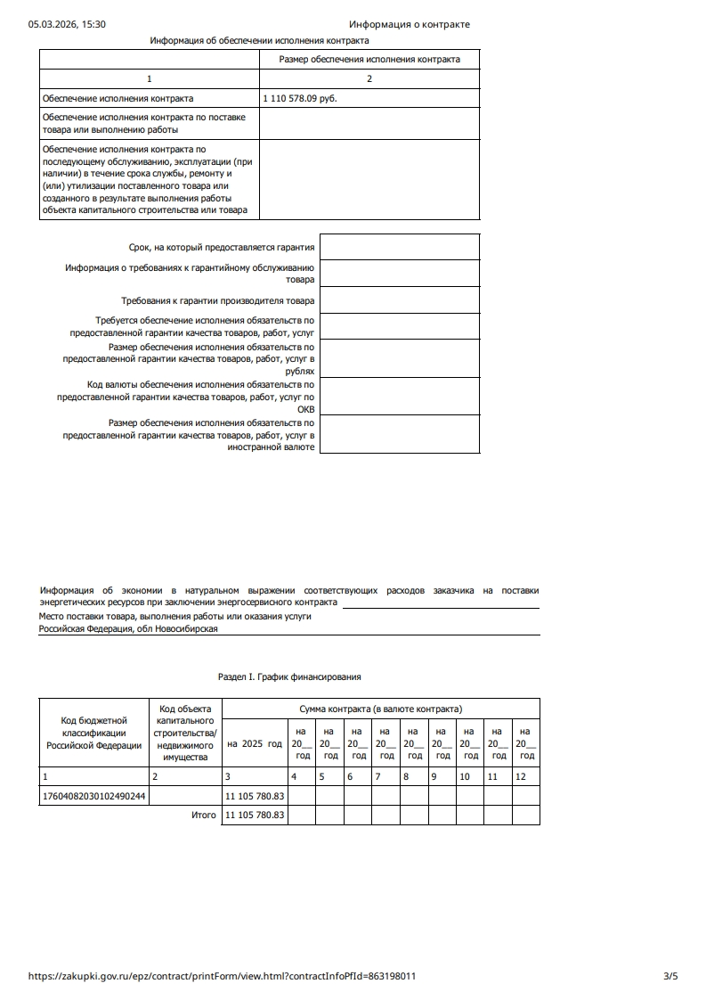 05.03.2026, 15:30 Информация о контракте
Информация об обеспечении исполнения контракта
Размер обеспечения исполнения контракта
1 2
Обеспечение исполнения контракта 1 110 578.09 руб.
Обеспечение исполнения контракта по поставке
товара или выполнению работы
Обеспечение исполнения контракта по
последующему обслуживанию, эксплуатации (при
наличии) в течение срока службы, ремонту и
(или) утилизации поставленного товара или
созданного в результате выполнения работы
объекта капитального строительства или товара
Срок, на который предоставляется гарантия
Информация о требованиях к гарантийному обслуживанию
товара
Требования к гарантии производителя товара
Требуется обеспечение исполнения обязательств по
предоставленной гарантии качества товаров, работ, услуг
Размер обеспечения исполнения обязательств по
предоставленной гарантии качества товаров, работ, услуг в
рублях
Код валюты обеспечения исполнения обязательств по
предоставленной гарантии качества товаров, работ, услуг по
ОКВ
Размер обеспечения исполнения обязательств по
предоставленной гарантии качества товаров, работ, услуг в
иностранной валюте
Информация об экономии в натуральном выражении соответствующих расходов заказчика на поставки
энергетических ресурсов при заключении энергосервисного контракта
Место поставки товара, выполнения работы или оказания услуги
Российская Федерация, обл Новосибирская
Раздел I. График финансирования
Код бюджетной
классификации
Российской Федерации
Код объекта
капитального
строительства/
недвижимого
имущества
Сумма контракта (в валюте контракта)
на 2025 год
на 20__ год
на 20__ год
на 20__ год
на 20__ год
на 20__ год
на 20__ год
на 20__ год
на 20__ год
на 20__ год
1 2 3 4 5 6 7 8 9 10 11 12
17604082030102490244 11 105 780.83
Итого 11 105 780.83
https://zakupki.gov.ru/epz/contract/printForm/view.html?contractInfoPfId=863198011 3/5